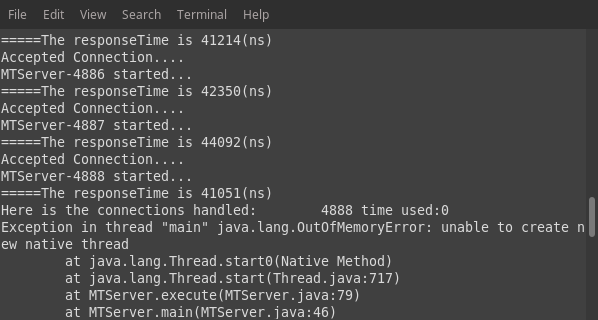 File Edit View Search Terminal Help
=====The responseTime is 41214(ns)
Accepted Connection....
MTServer-4886 started...
=====The responseTime is 42350(ns)
Accepted Connection....
MTServer-4887 started...
=====The responseTime is 44092(ns)
Accepted Connection....
MTServer-4888 started...
=====The responseTime is 41051(ns)
Here is the connections handled:        4888 time used:0
Exception in thread "main" java.lang.OutOfMemoryError: unable to create n
ew native thread
        at java.lang.Thread.start0(Native Method)
        at java.lang.Thread.start(Thread.java:717)
        at MTServer.execute(MTServer.java:79)
        at MTServer.main(MTServer.java:46)